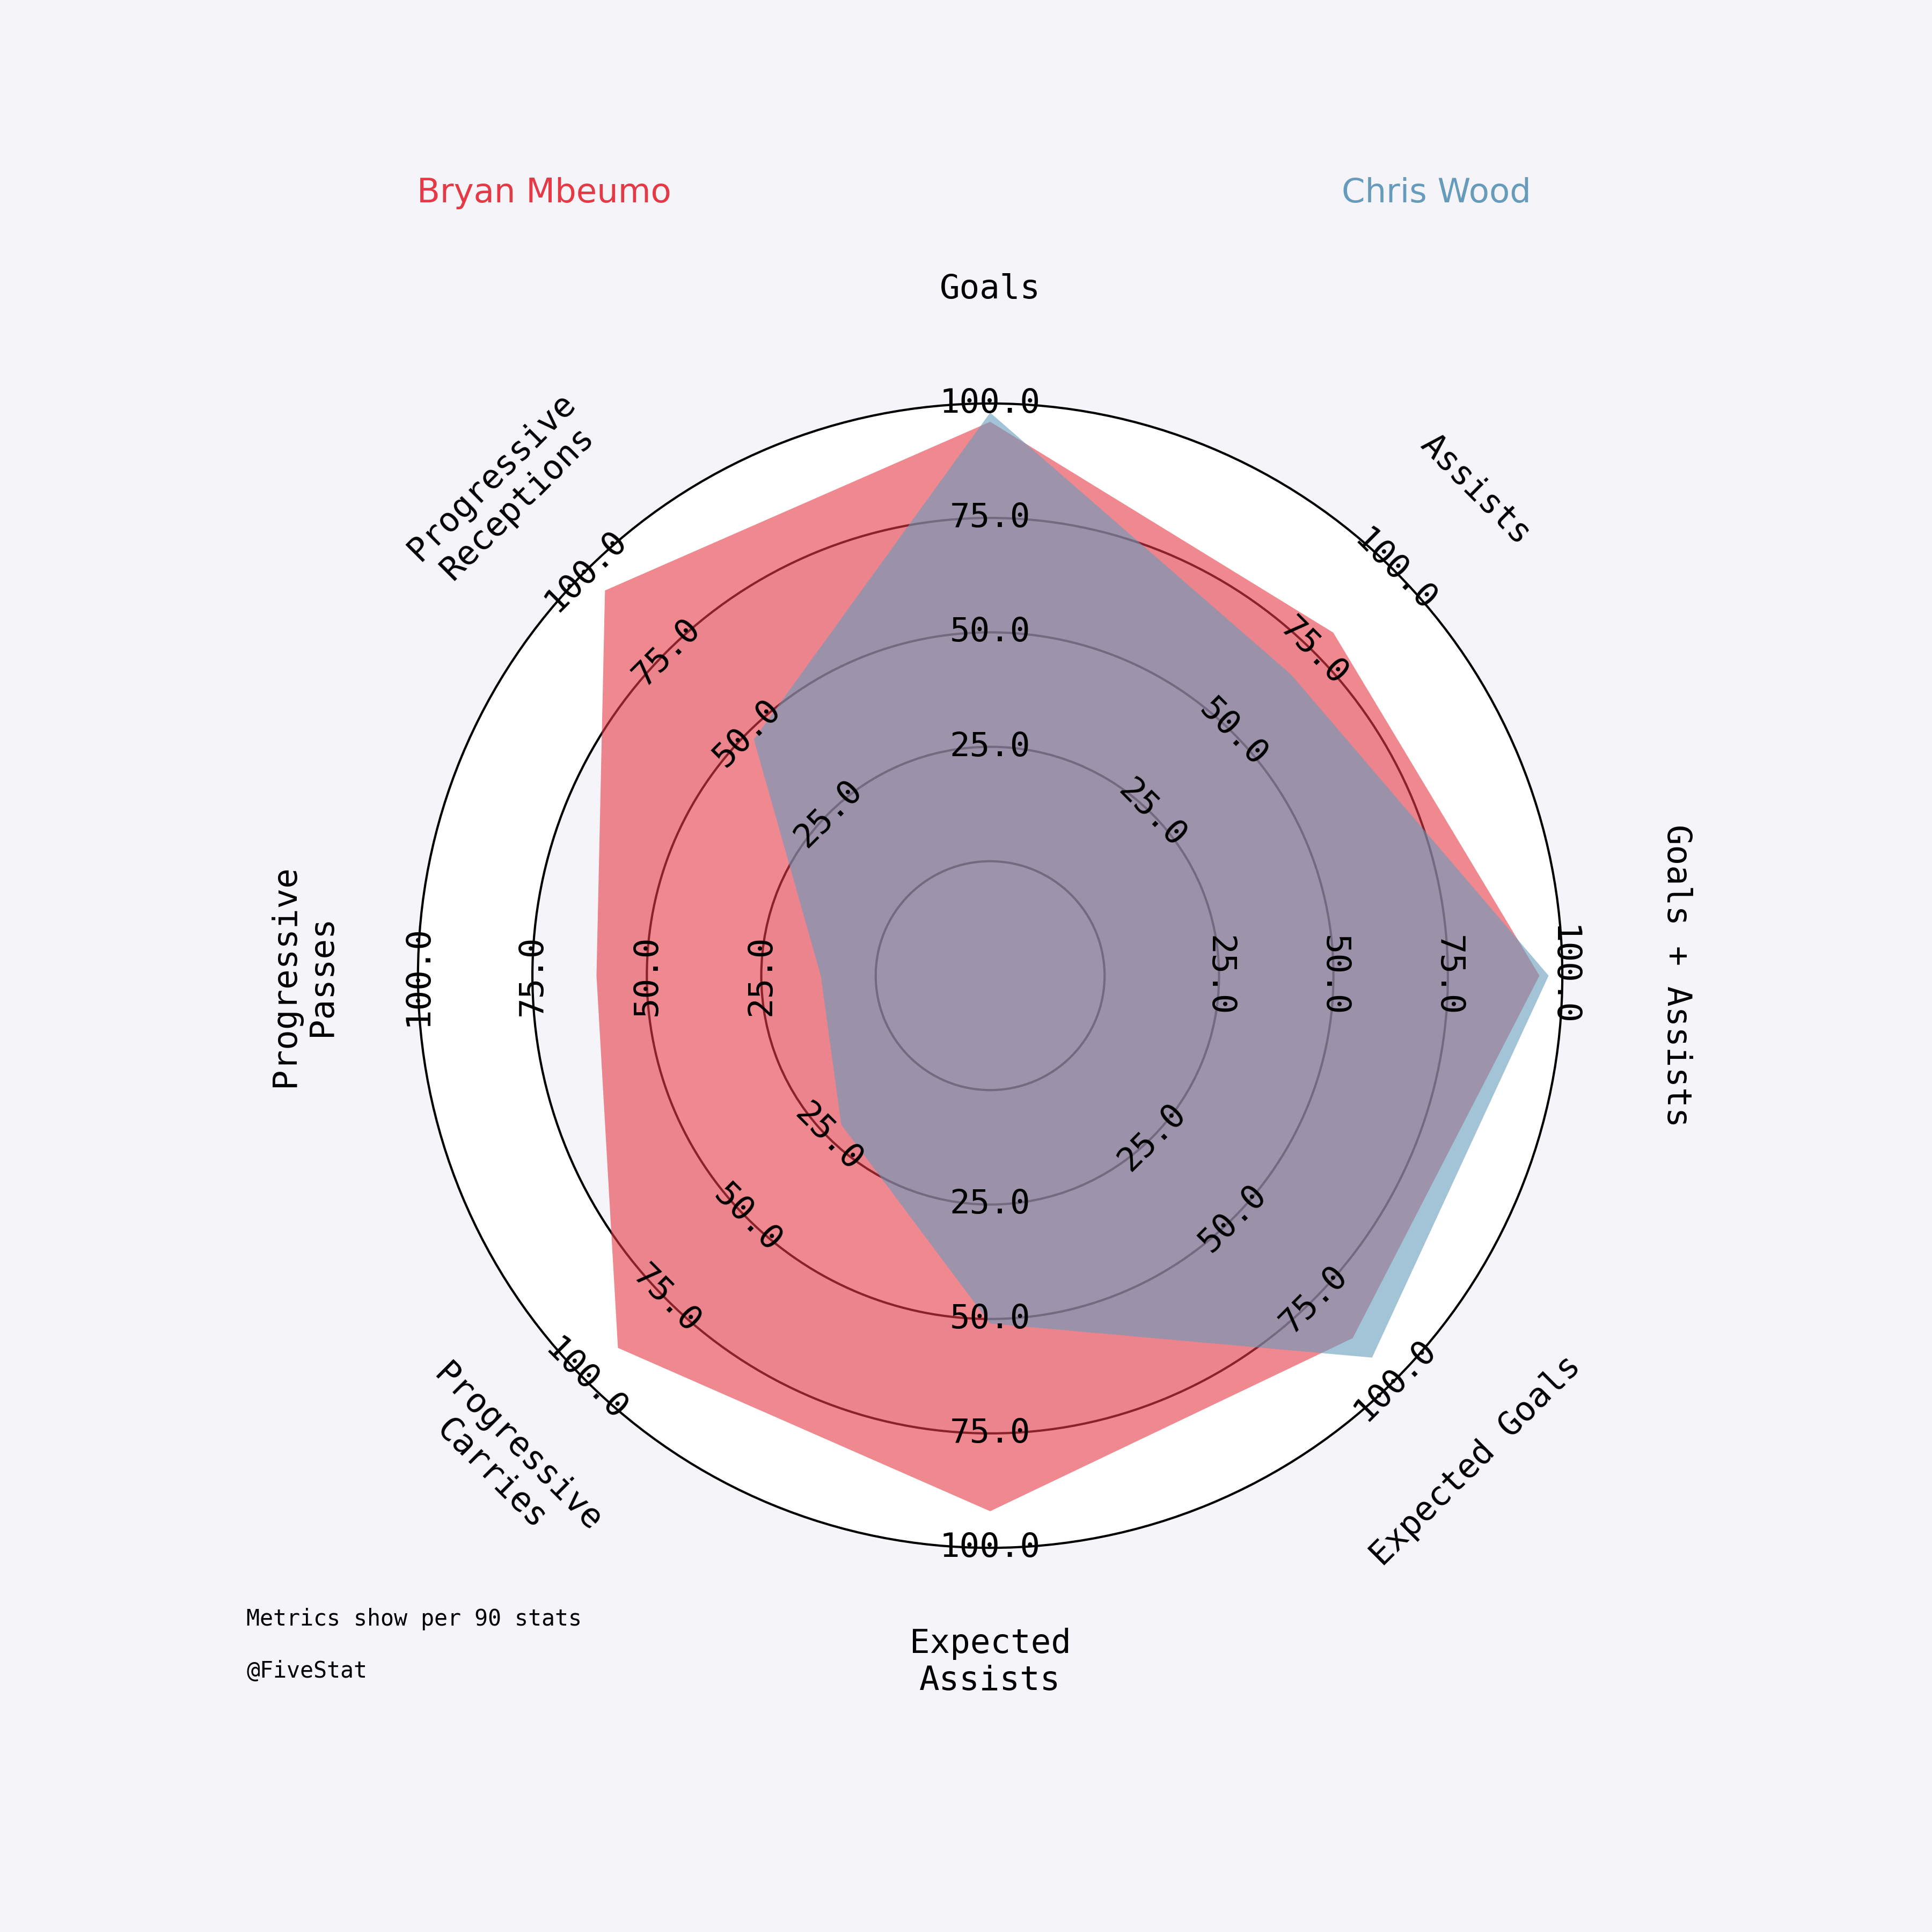 Bryan Mbeumo
Chris Wood
Goals
Assists
Goals + Assists
Expected Goals
Expected
Assists
Progressive
Carries
Progressive
Passes
Progressive
Receptions
25.0
50.0
75.0
100.0
25.0
50.0
75.0
100.0
25.0
50.0
75.0
100.0
25.0
50.0
75.0
100.0
25.0
50.0
75.0
100.0
25.0
50.0
75.0
100.0
25.0
50.0
75.0
100.0
25.0
50.0
75.0
100.0
Metrics show per 90 stats
@FiveStat